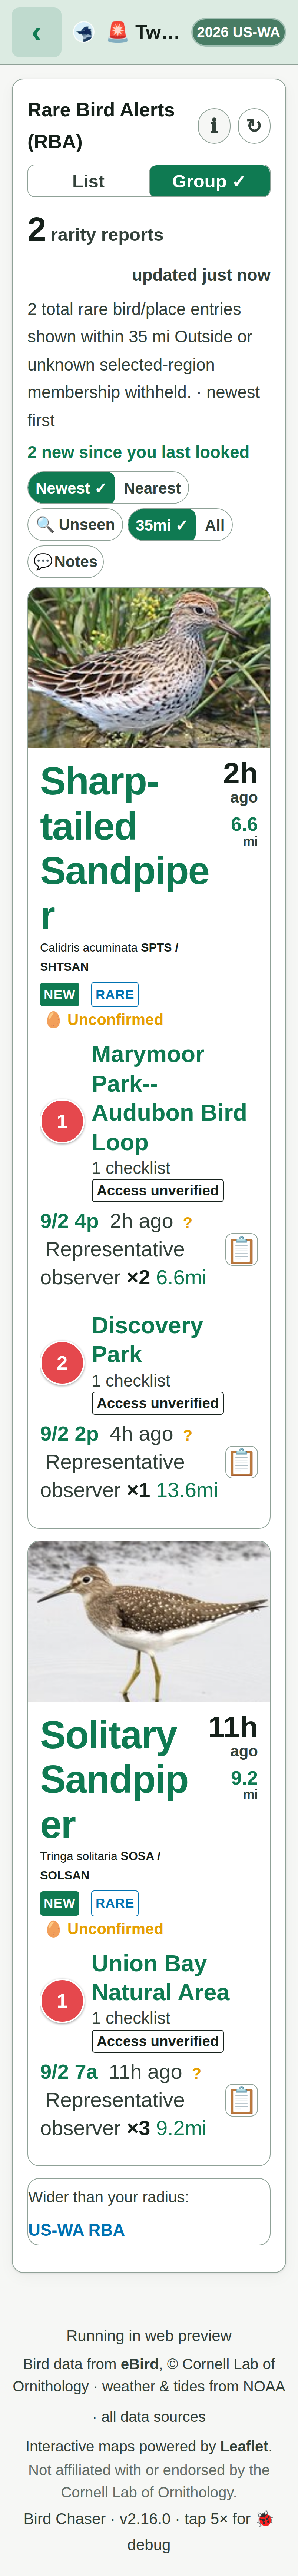 ‹ 🚨 Tw… 2026 US-WA
Rare Bird Alerts
(RBA)
ℹ ↻
List Group ✓
2 rarity reports
updated just now
2 total rare bird/place entries
shown within 35 mi Outside or
unknown selected-region
membership withheld. · newest
first
2 new since you last looked
Newest ✓ Nearest
🔍 Unseen 35mi ✓ All
💬Notes
Sharp-
tailed
Sandpipe
r
2h
ago
6.6
mi
Calidris acuminata SPTS /
SHTSAN
NEW RARE
🥚 Unconfirmed
1
Marymoor
Park--
Audubon Bird
Loop
1 checklist
Access unverified
9/2 4p 2h ago ?
Representative
observer ×2 6.6mi
📋
2
Discovery
Park
1 checklist
Access unverified
9/2 2p 4h ago ?
Representative
observer ×1 13.6mi
📋
Solitary
Sandpip
er
11h
ago
9.2
mi
Tringa solitaria SOSA /
SOLSAN
NEW RARE
🥚 Unconfirmed
1
Union Bay
Natural Area
1 checklist
Access unverified
9/2 7a 11h ago ?
Representative
observer ×3 9.2mi
📋
Wider than your radius:
US-WA RBA
Running in web preview
Bird data from eBird, © Cornell Lab of
Ornithology · weather & tides from NOAA
· all data sources
Interactive maps powered by Leaflet.
Not affiliated with or endorsed by the
Cornell Lab of Ornithology.
Bird Chaser · v2.16.0 · tap 5× for 🐞
debug